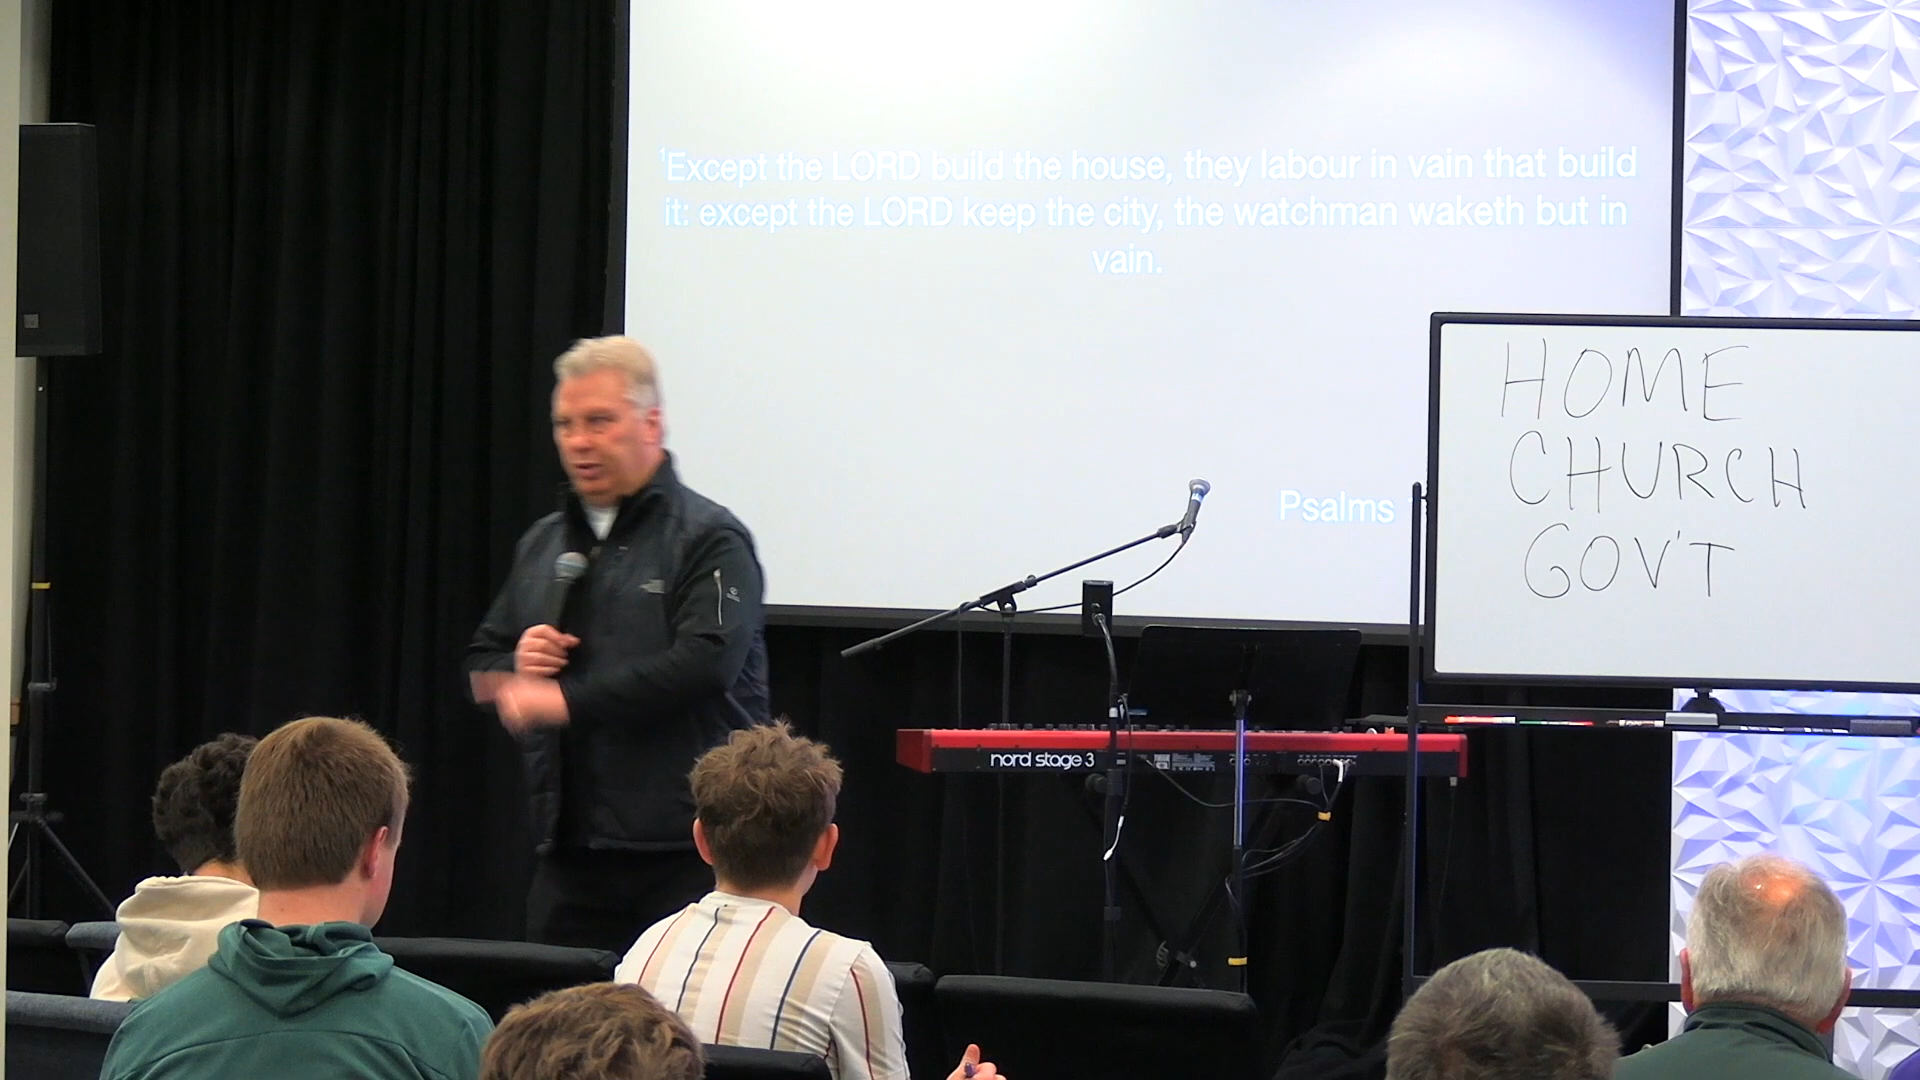 ¹Except the LORD build the house, they labour in vain that build
it: except the LORD keep the city, the watchman waketh but in
vain.
Psalms
HOME
CHURCH
GOV'T
nord stage 3